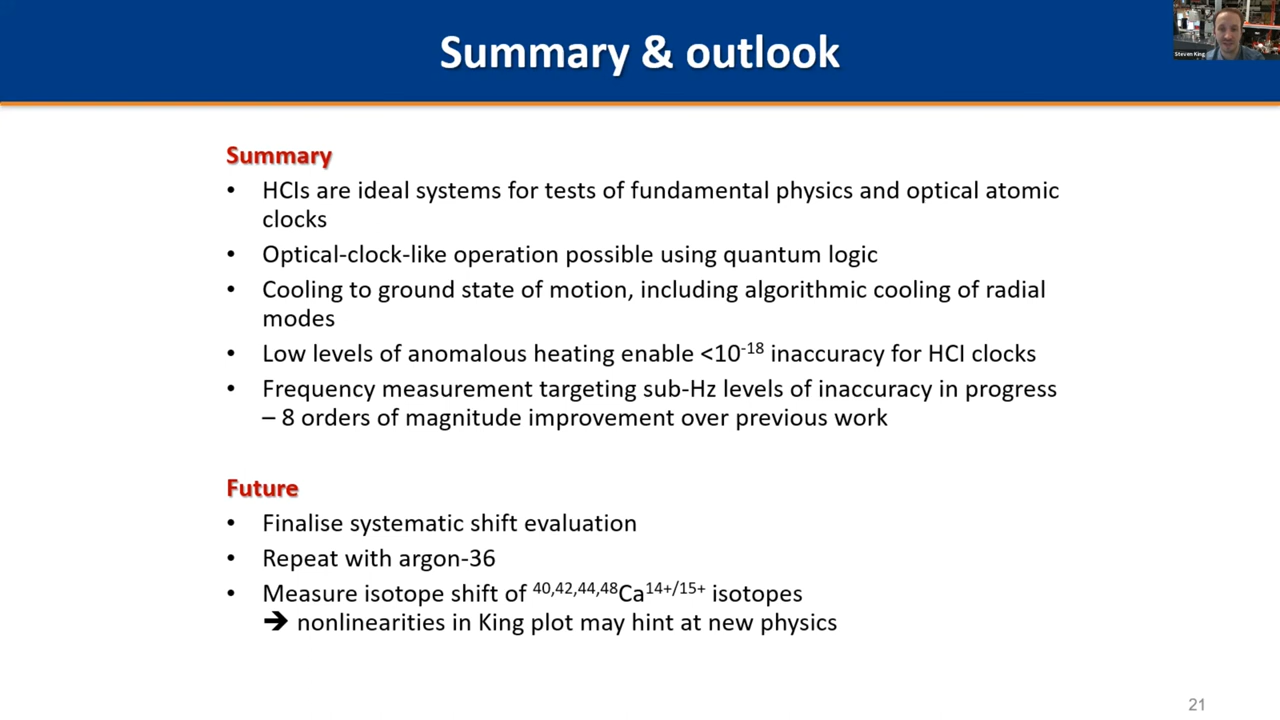 Summary & outlook
Steven King
Summary
• HCIs are ideal systems for tests of fundamental physics and optical atomic
clocks
• Optical-clock-like operation possible using quantum logic
• Cooling to ground state of motion, including algorithmic cooling of radial
modes
• Low levels of anomalous heating enable <10⁻¹⁸ inaccuracy for HCI clocks
• Frequency measurement targeting sub-Hz levels of inaccuracy in progress
– 8 orders of magnitude improvement over previous work
Future
• Finalise systematic shift evaluation
• Repeat with argon-36
• Measure isotope shift of ⁴⁰,⁴²,⁴⁴,⁴⁸Ca¹⁴⁺/¹⁵⁺ isotopes
➔ nonlinearities in King plot may hint at new physics
21